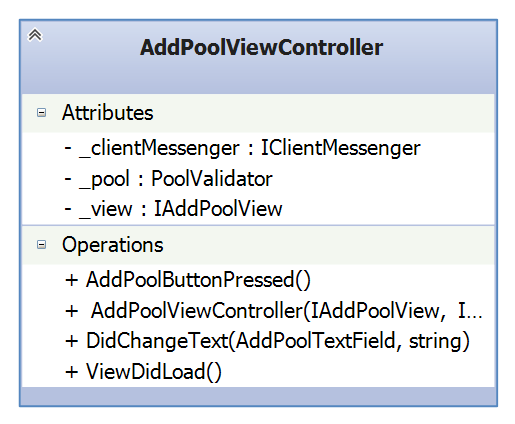 AddPoolViewController
Attributes
- _clientMessenger : IClientMessenger
- _pool : PoolValidator
- _view : IAddPoolView
Operations
+ AddPoolButtonPressed()
+ AddPoolViewController(IAddPoolView, I...
+ DidChangeText(AddPoolTextField, string)
+ ViewDidLoad()